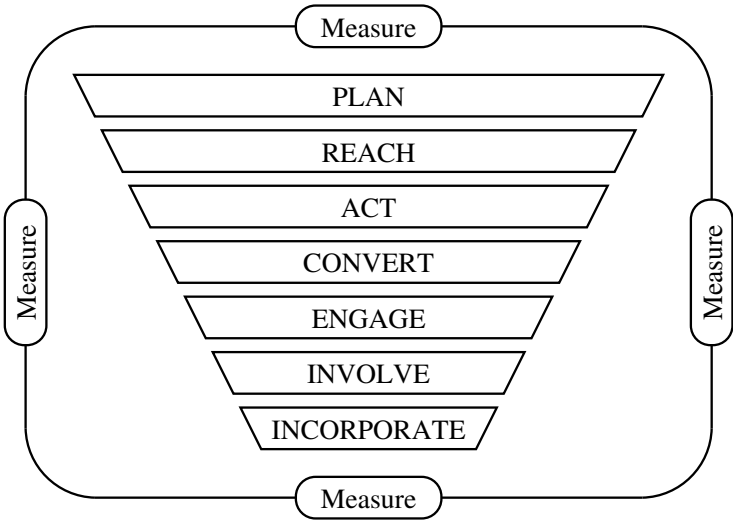 Measure
PLAN
REACH
ACT
Measure
CONVERT
Measure
ENGAGE
INVOLVE
INCORPORATE
Measure